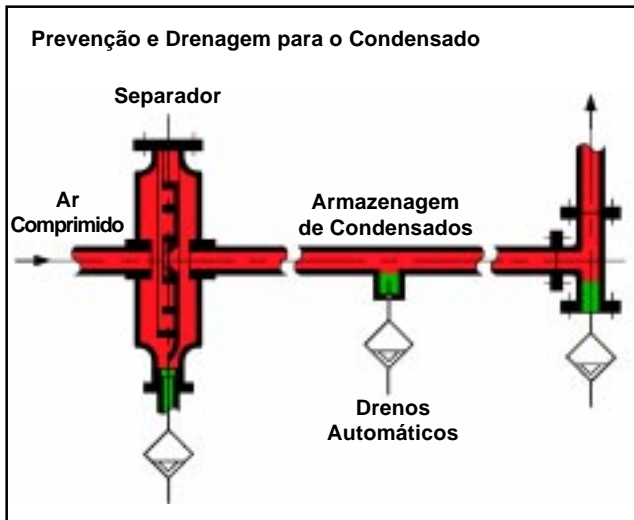 Prevenção e Drenagem para o Condensado
Separador
Ar
Comprimido
Armazenagem
de Condensados
Drenos
Automáticos